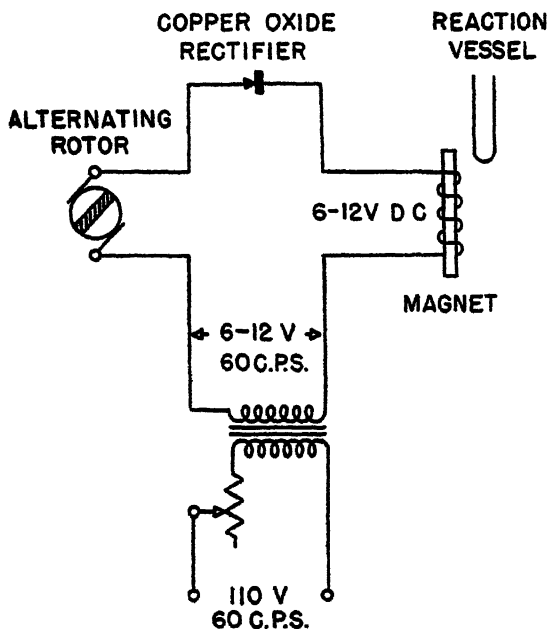 COPPER OXIDE
RECTIFIER
REACTION
VESSEL
ALTERNATING
ROTOR
6-12V D C
MAGNET
6-12 V
60 C.P.S.
110 V
60 C.P.S.